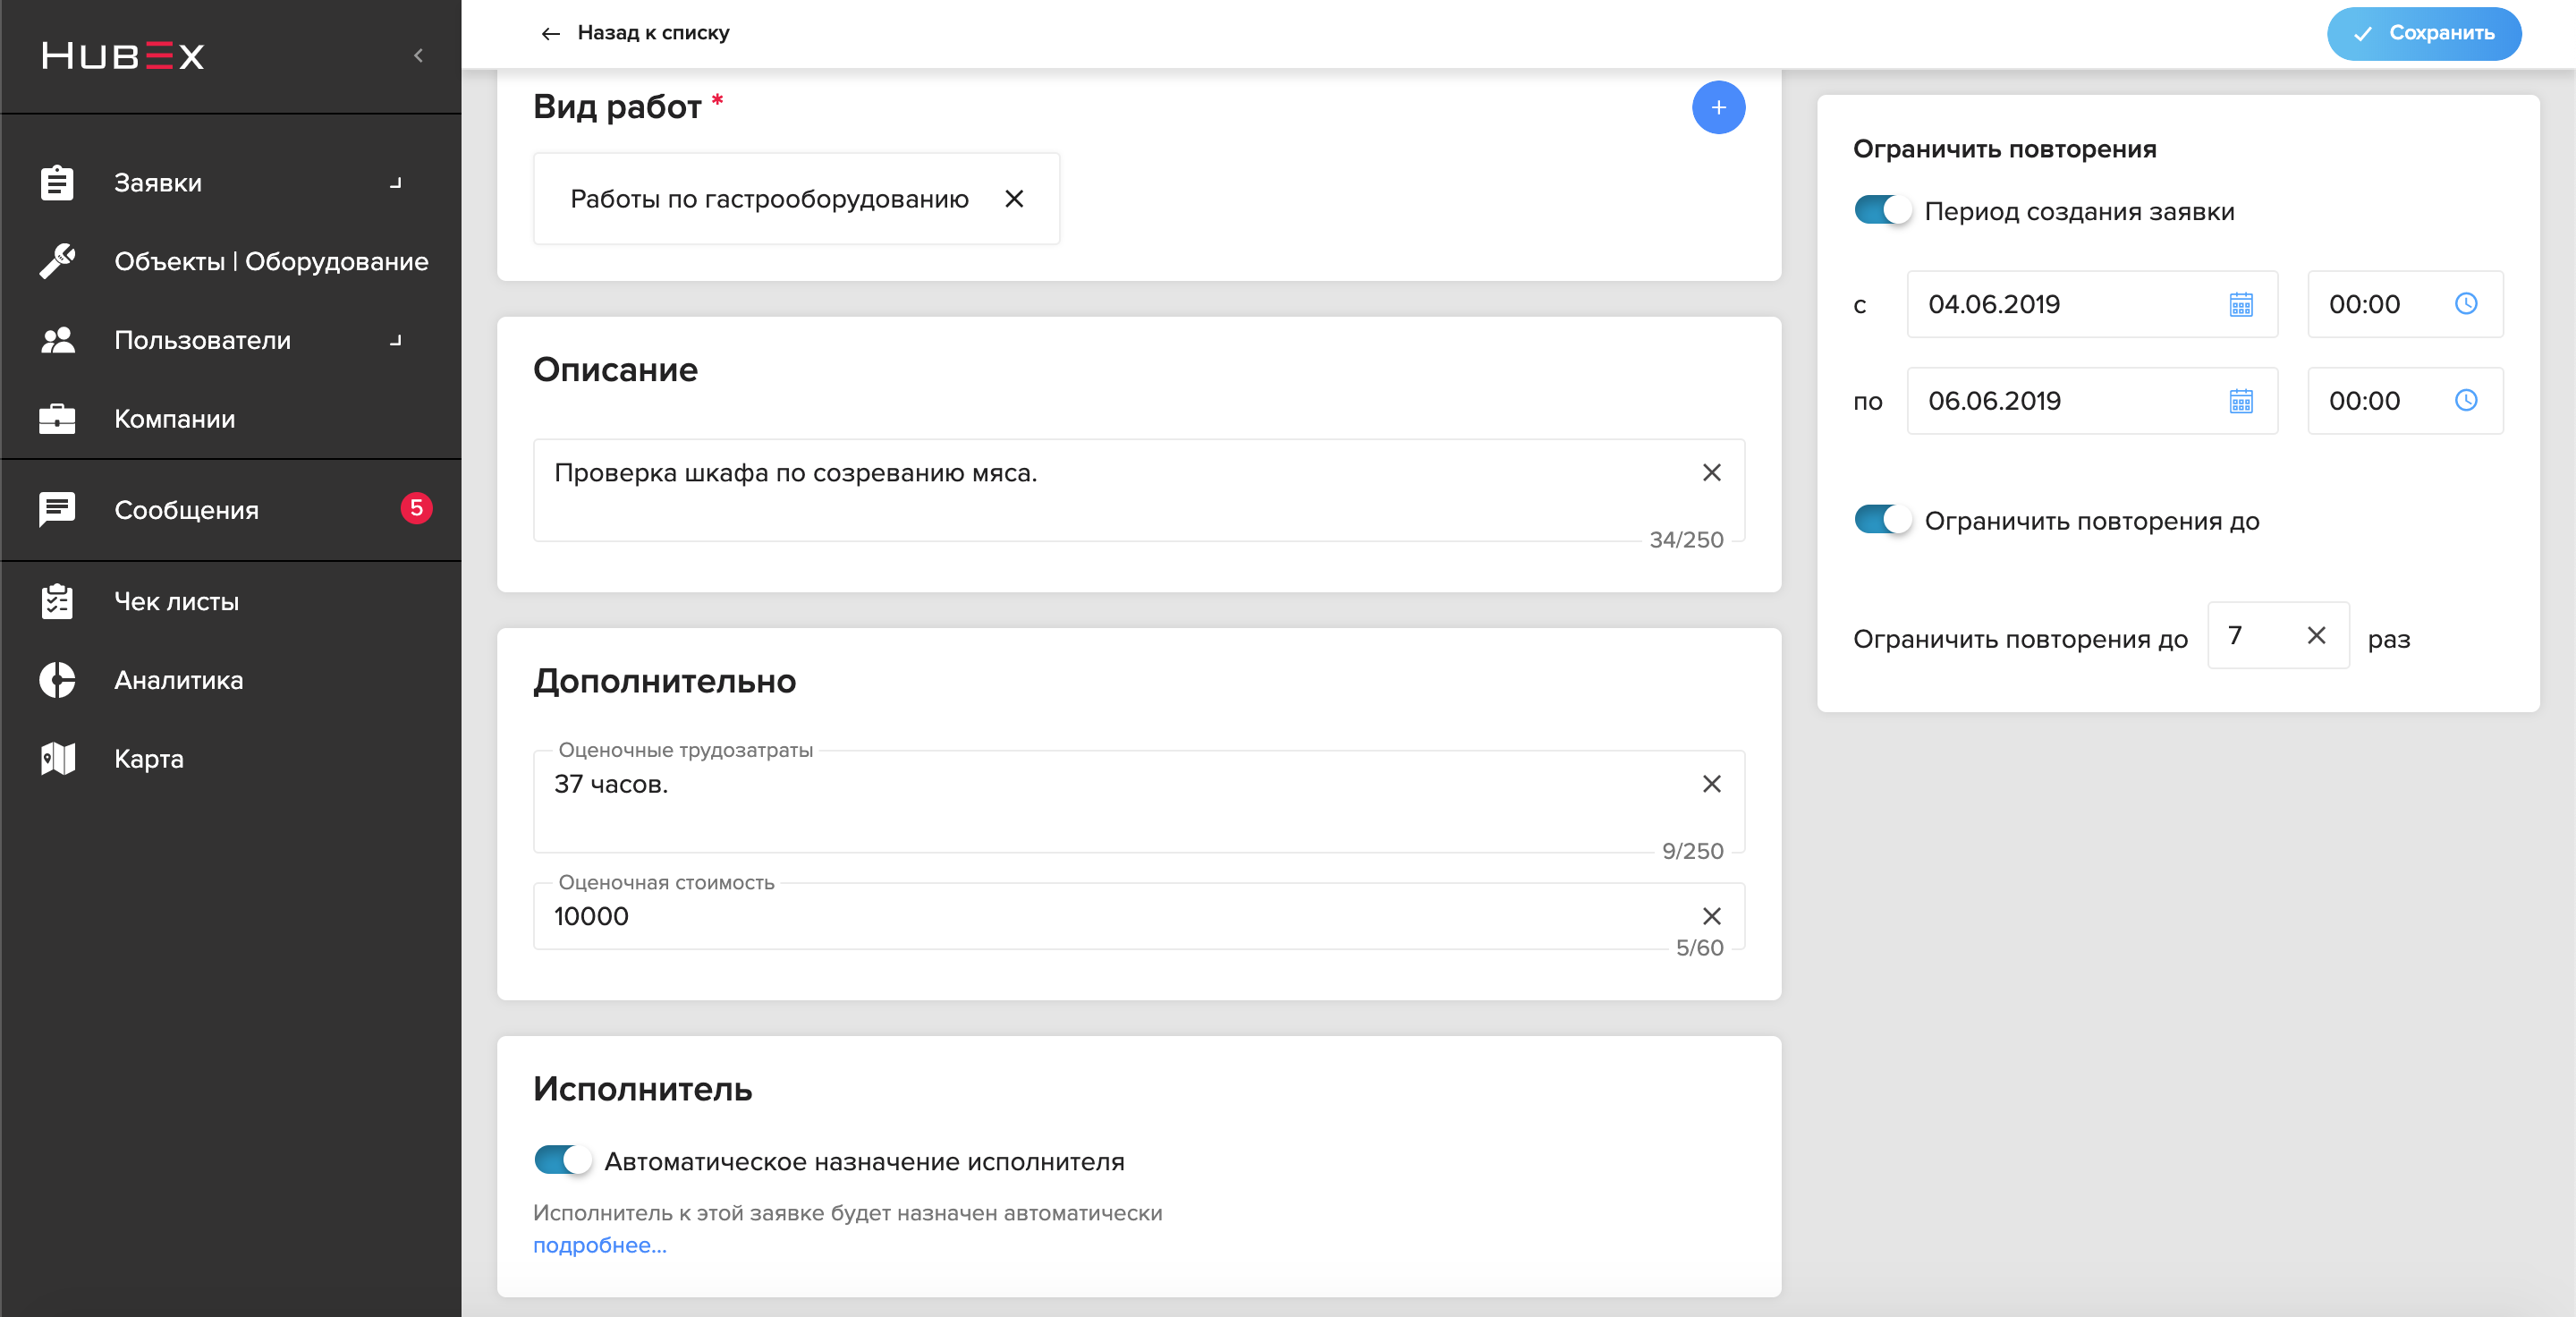 HUBEX
Заявки
Объекты | Оборудование
Пользователи
Компании
Сообщения
5
Чек листы
Аналитика
Карта
Назад к списку
Сохранить
Вид работ *
Работы по гастрооборудованию
Описание
Проверка шкафа по созреванию мяса.
34/250
Дополнительно
Оценочные трудозатраты
37 часов.
9/250
Оценочная стоимость
10000
5/60
Исполнитель
Автоматическое назначение исполнителя
Исполнитель к этой заявке будет назначен автоматически
подробнее...
Ограничить повторения
Период создания заявки
с 04.06.2019 00:00
по 06.06.2019 00:00
Ограничить повторения до
Ограничить повторения до 7 раз